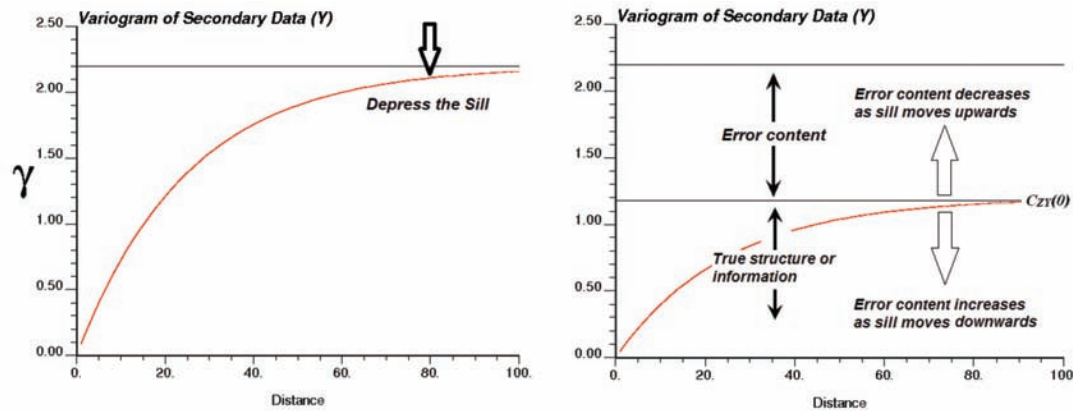 Variogram of Secondary Data (Y)
2.50
2.00
1.50
1.00
0.50
0.00
γ
Depress the Sill
0. 20. 40. 60. 80. 100.
Distance
Variogram of Secondary Data (Y)
2.50
2.00
1.50
1.00
0.50
0.00
Error content
Error content decreases
as sill moves upwards
C_ZY(0)
True structure or
information
Error content increases
as sill moves downwards
0. 20. 40. 60. 80. 100.
Distance